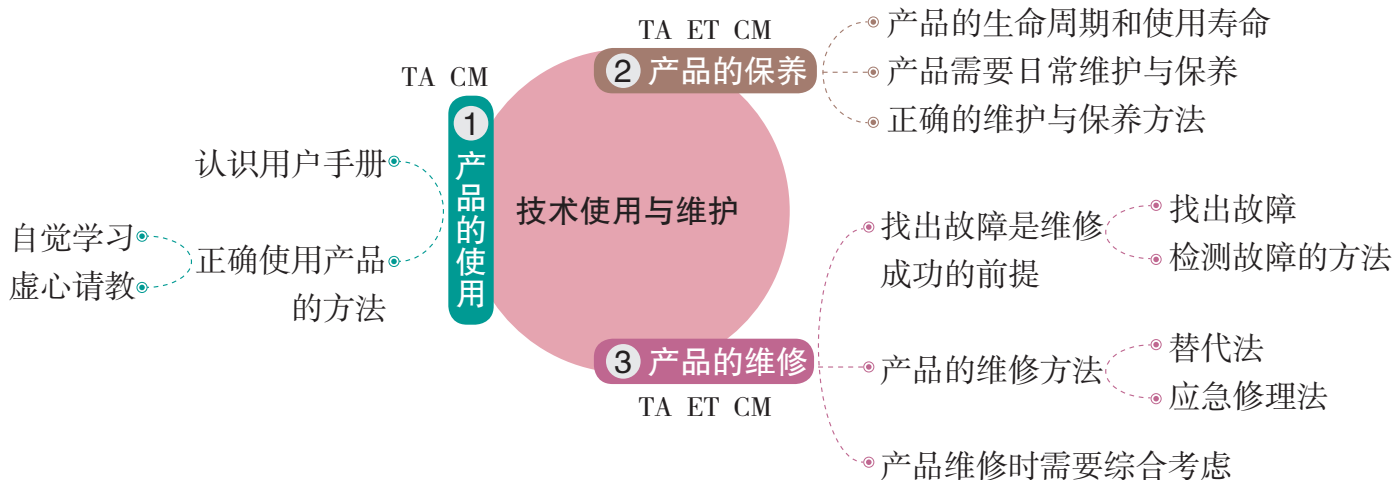 技术使用与维护
TA CM
1
产品的使用
认识用户手册
正确使用产品
的方法
自觉学习
虚心请教
TA ET CM
2 产品的保养
产品的生命周期和使用寿命
产品需要日常维护与保养
正确的维护与保养方法
3 产品的维修
TA ET CM
找出故障是维修
成功的前提
找出故障
检测故障的方法
产品的维修方法
替代法
应急修理法
产品维修时需要综合考虑